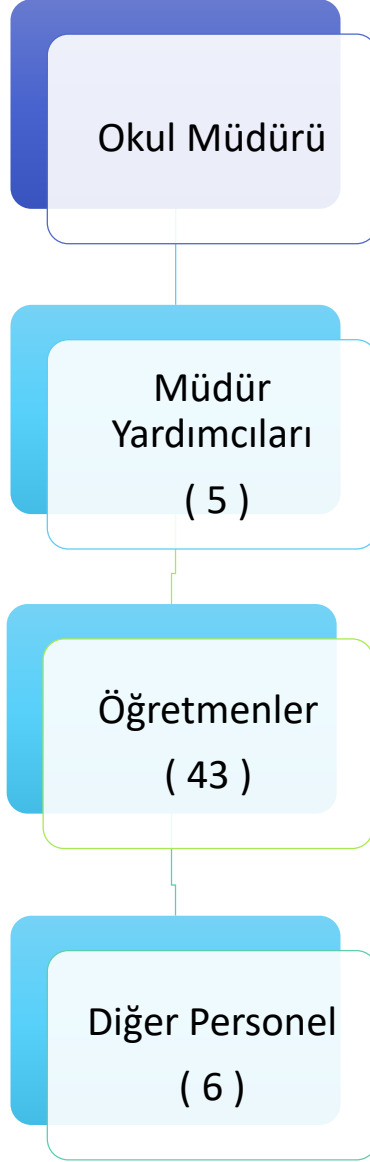 Okul Müdürü
Müdür
Yardımcıları
( 5 )
Öğretmenler
( 43 )
Diğer Personel
( 6 )